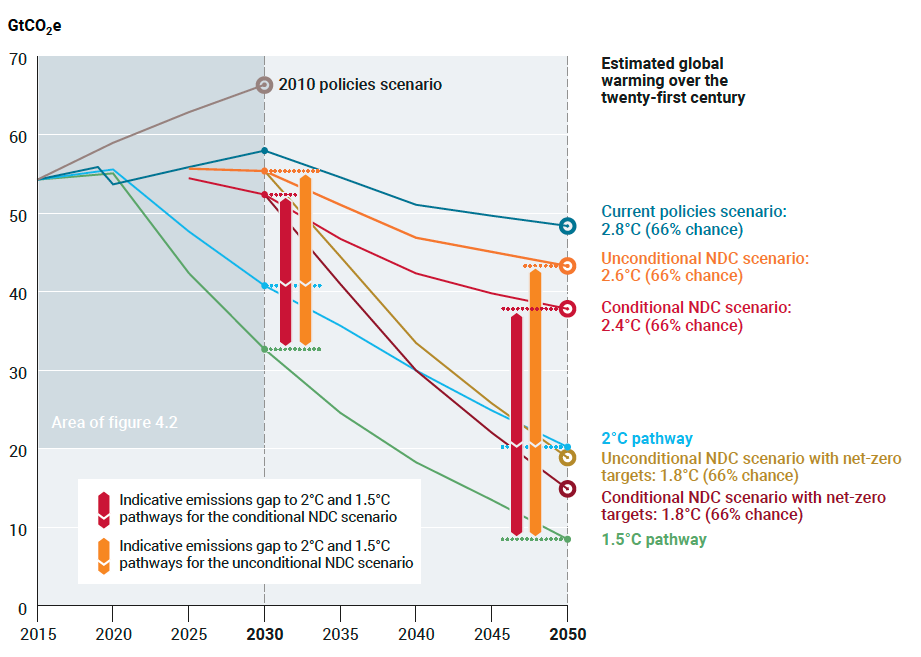 GtCO2e
70
60
50
40
30
20
10
0
2015
2020
2025
2030
2035
2040
2045
2050
2010 policies scenario
Area of figure 4.2
Indicative emissions gap to 2°C and 1.5°C
pathways for the conditional NDC scenario
Indicative emissions gap to 2°C and 1.5°C
pathways for the unconditional NDC scenario
Estimated global
warming over the
twenty-first century
Current policies scenario:
2.8°C (66% chance)
Unconditional NDC scenario:
2.6°C (66% chance)
Conditional NDC scenario:
2.4°C (66% chance)
2°C pathway
Unconditional NDC scenario with net-zero
targets: 1.8°C (66% chance)
Conditional NDC scenario with net-zero
targets: 1.8°C (66% chance)
1.5°C pathway